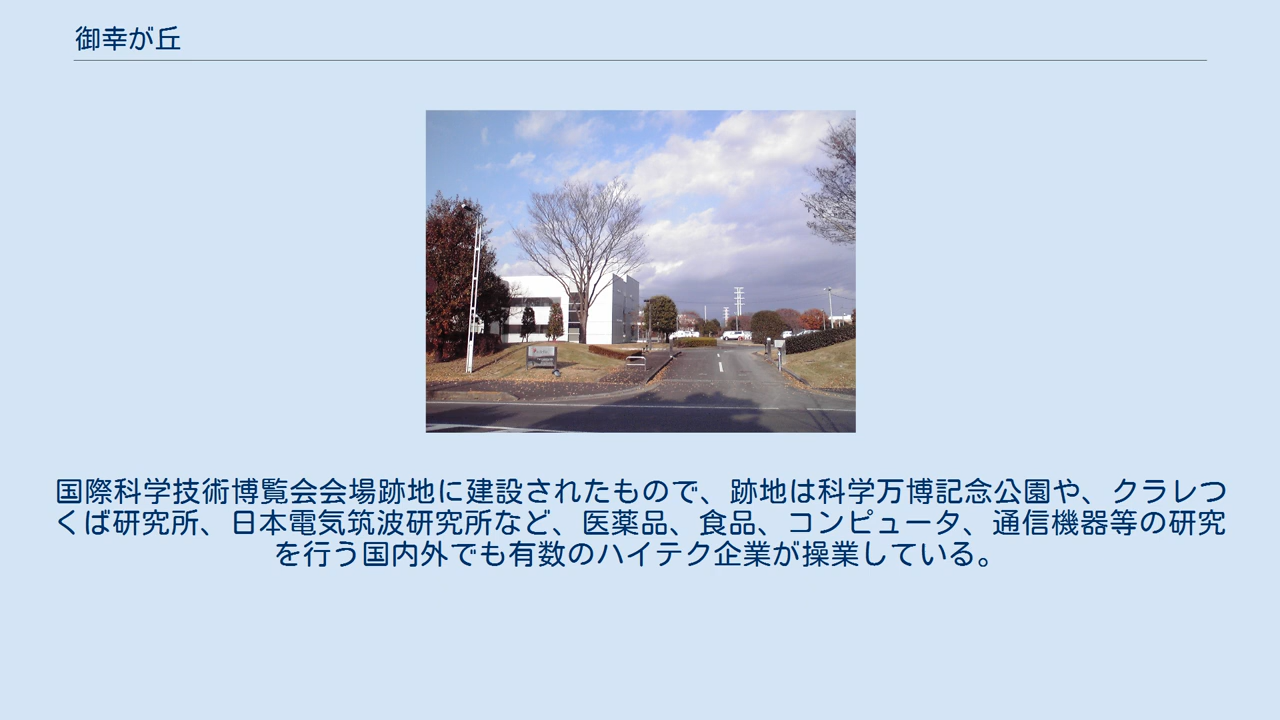 御幸が丘
国際科学技術博覧会会場跡地に建設されたもので、跡地は科学万博記念公園や、クラレつ
くば研究所、日本電気筑波研究所など、医薬品、食品、コンピュータ、通信機器等の研究
を行う国内外でも有数のハイテク企業が操業している。